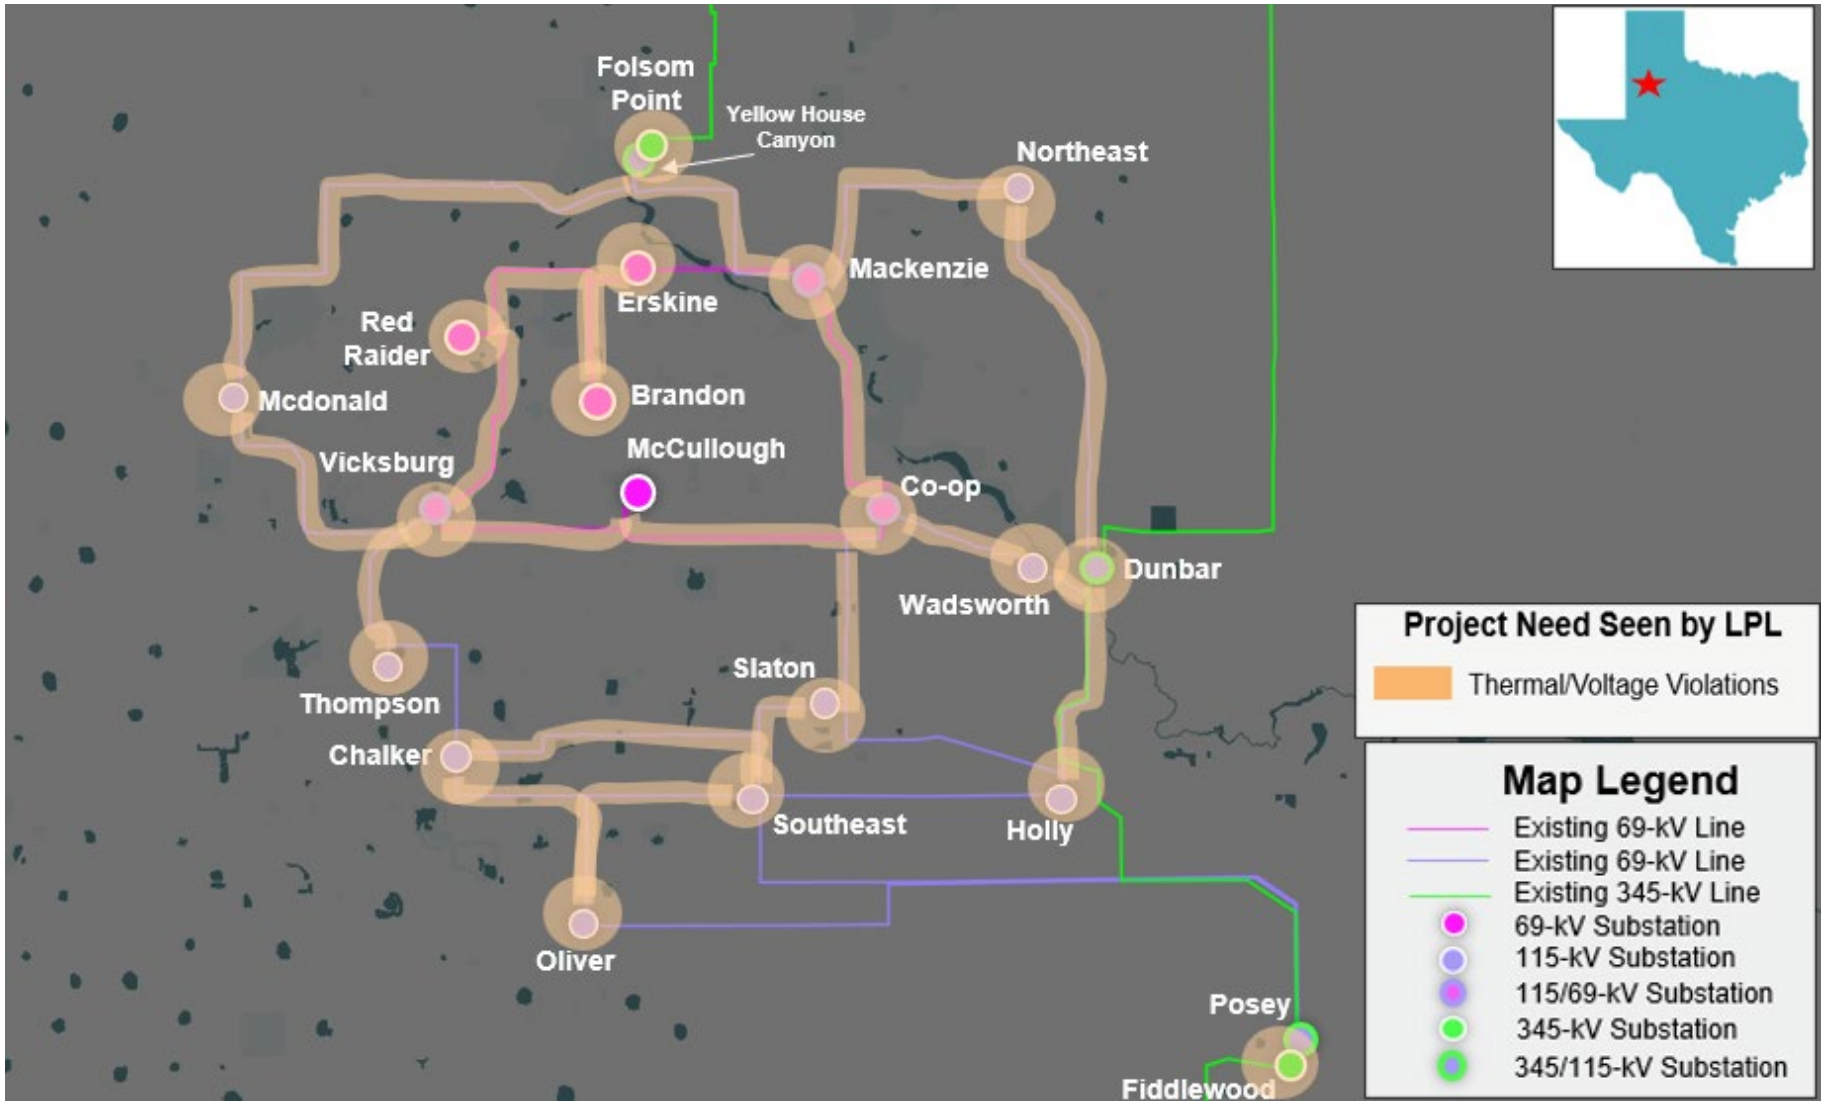 Folsom
Point
Yellow House
Canyon
Northeast
Mackenzie
Erskine
Red
Raider
Brandon
Mcdonald
McCullough
Vicksburg
Co-op
Dunbar
Wadsworth
Slaton
Thompson
Chalker
Southeast
Holly
Oliver
Posey
Fiddlewood
Project Need Seen by LPL
Thermal/Voltage Violations
Map Legend
Existing 69-kV Line
Existing 69-kV Line
Existing 345-kV Line
69-kV Substation
115-kV Substation
115/69-kV Substation
345-kV Substation
345/115-kV Substation